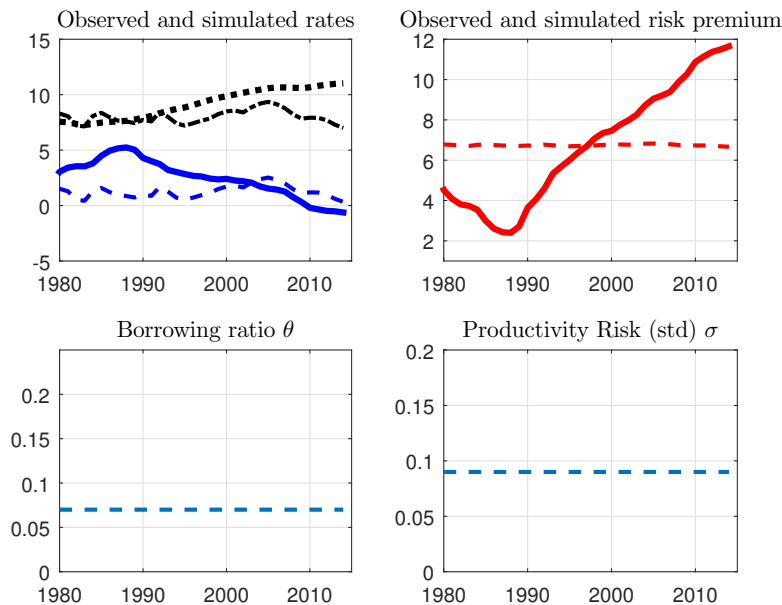 Observed and simulated rates
15
10
5
0
-5
1980 1990 2000 2010
Observed and simulated risk premium
12
10
8
6
4
2
1980 1990 2000 2010
Borrowing ratio θ
0.2
0.15
0.1
0.05
0
1980 1990 2000 2010
Productivity Risk (std) σ
0.2
0.15
0.1
0.05
0
1980 1990 2000 2010